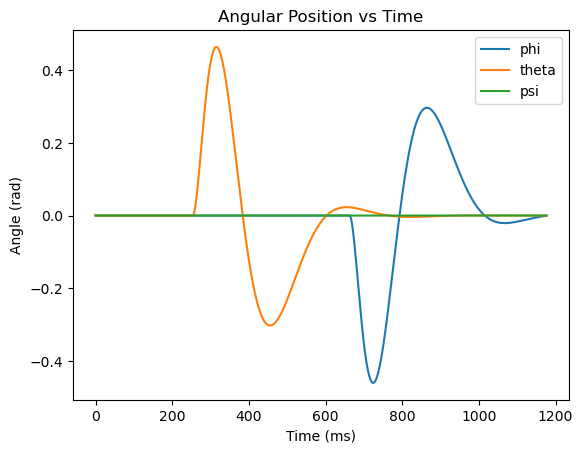 Angular Position vs Time
phi
theta
psi
Angle (rad)
0.4
0.2
0.0
−0.2
−0.4
0
200
400
600
800
1000
1200
Time (ms)